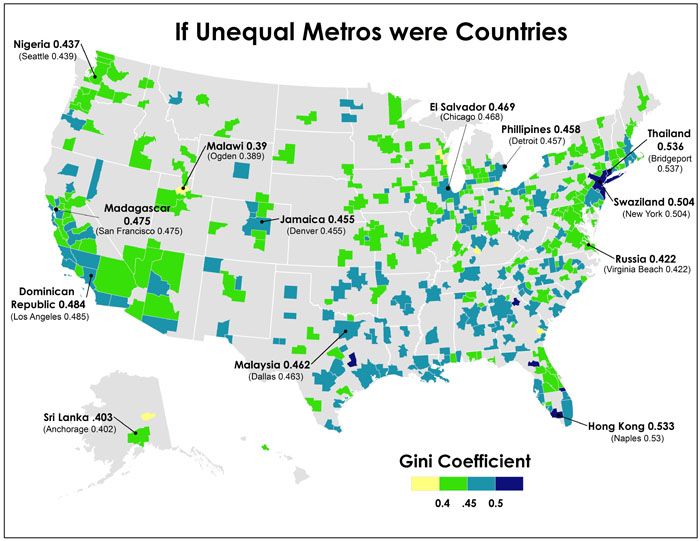 If Unequal Metros were Countries
Nigeria 0.437
(Seattle 0.439)
El Salvador 0.469
(Chicago 0.468)
Phillipines 0.458
(Detroit 0.457)
Thailand
0.536
(Bridgeport
0.537)
Malawi 0.39
(Ogden 0.389)
Madagascar
0.475
(San Francisco 0.475)
Jamaica 0.455
(Denver 0.455)
Swaziland 0.504
(New York 0.504)
Russia 0.422
(Virginia Beach 0.422)
Dominican
Republic 0.484
(Los Angeles 0.485)
Malaysia 0.462
(Dallas 0.463)
Sri Lanka .403
(Anchorage 0.402)
Hong Kong 0.533
(Naples 0.53)
Gini Coefficient
0.4 .45 0.5